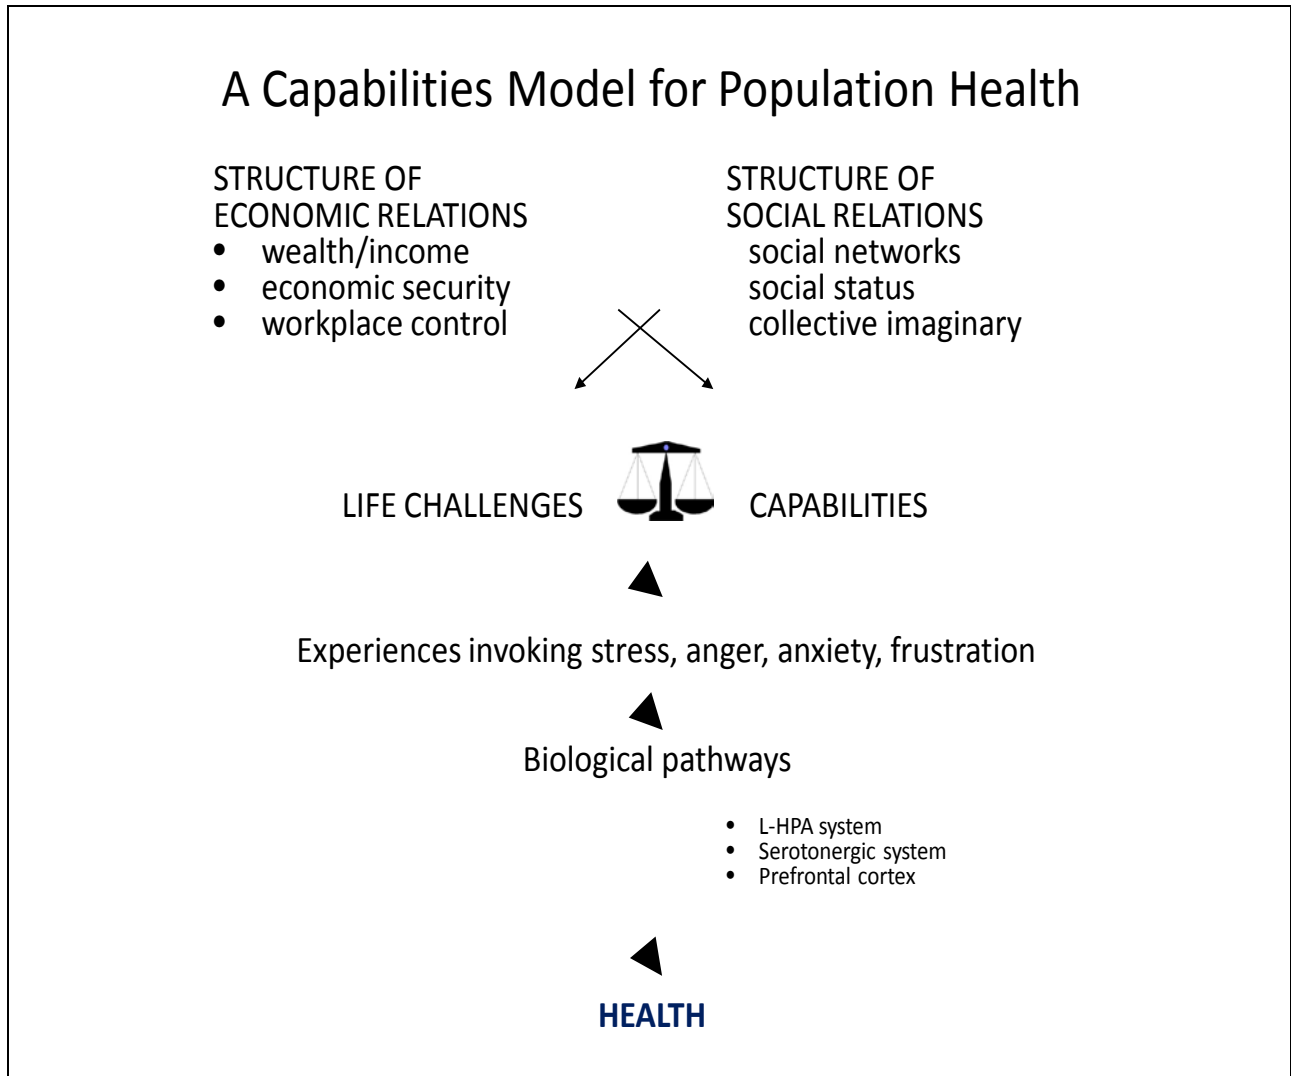 A Capabilities Model for Population Health
STRUCTURE OF
ECONOMIC RELATIONS
• wealth/income
• economic security
• workplace control
STRUCTURE OF
SOCIAL RELATIONS
social networks
social status
collective imaginary
LIFE CHALLENGES
CAPABILITIES
Experiences invoking stress, anger, anxiety, frustration
Biological pathways
• L-HPA system
• Serotonergic system
• Prefrontal cortex
HEALTH